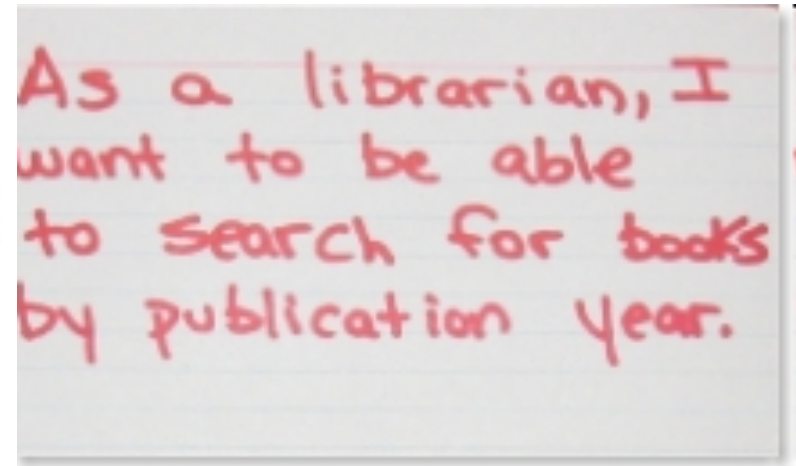 As a librarian, I
want to be able
to search for books
by publication year.